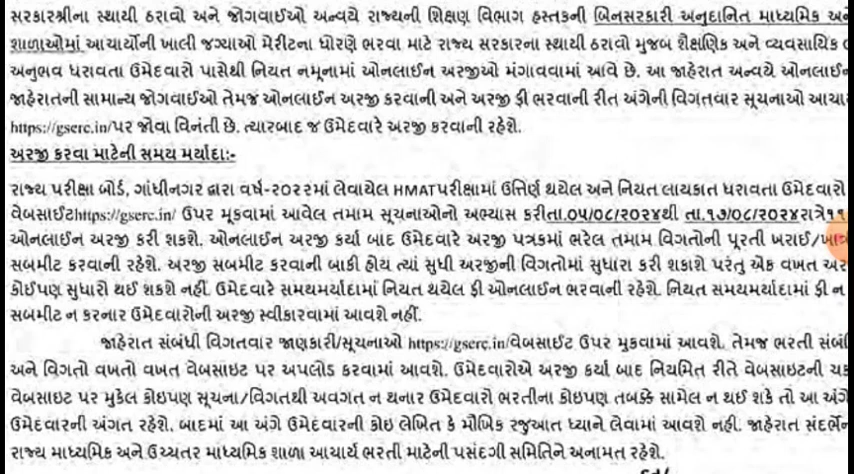 સરકારશ્રીના સ્થાયી ઠરાવો અને જોગવાઈઓ અન્વયે રાજ્યની શિક્ષણ વિભાગ હસ્તકની બિનસરકારી અનુદાનિત માધ્યમિક અને
શાળાઓમાં આચાર્યોની ખાલી જગ્યાઓ મેરીટના ધોરણે ભરવા માટે રાજ્ય સરકારના સ્થાયી ઠરાવો મુજબ શૈક્ષણિક અને વ્યવસાયિક
અનુભવ ધરાવતા ઉમેદવારો પાસેથી નિયત નમૂનામાં ઓનલાઈન અરજીઓ મંગાવવામાં આવે છે. આ જાહેરાત અન્વયે ઓનલાઈન
જાહેરાતની સામાન્ય જોગવાઈઓ તેમજ ઓનલાઈન અરજી કરવાની અને અરજી ફી ભરવાની રીત અંગેની વિગતવાર સૂચનાઓ
https://gserc.in/પર જોવા વિનંતી છે. ત્યારબાદ જ ઉમેદવારે અરજી કરવાની રહેશે.
અરજી કરવા માટેની સમય મર્યાદા:-
રાજ્ય પરીક્ષા બોર્ડ, ગાંધીનગર દ્વારા વર્ષ-૨૦૨૨માં લેવાયેલ HMATપરીક્ષામાં ઉત્તિર્ણ થયેલ અને નિયત લાયકાત ધરાવતા ઉમેદવારો
વેબસાઈટhttps://gserc.in/ ઉપર મૂકવામાં આવેલ તમામ સૂચનાઓનો અભ્યાસ કરીતા.૦૫/૦૮/૨૦૨૪થી તા.૧૭/૦૮/૨૦૨૪રાત્રે૧૧
ઓનલાઈન અરજી કરી શકશે. ઓનલાઈન અરજી કર્યા બાદ ઉમેદવારે અરજી પત્રકમાં ભરેલ તમામ વિગતોની પૂરતી ખરાઈ/
સબમીટ કરવાની રહેશે. અરજી સબમીટ કરવાની બાકી હોય ત્યાં સુધી અરજીની વિગતોમાં સુધારા કરી શકાશે પરંતુ એક વખત
કોઈપણ સુધારો થઈ શકશે નહીં. ઉમેદવારે સમયમર્યાદામાં નિયત થયેલ ફી ઓનલાઈન ભરવાની રહેશે. નિયત સમયમર્યાદામાં ફી ન
સબમીટ ન કરનાર ઉમેદવારોની અરજી સ્વીકારવામાં આવશે નહીં.
જાહેરાત સંબંધી વિગતવાર જાણકારી/સૂચનાઓ https://gserc.in/વેબસાઈટ ઉપર મુકવામાં આવશે. તેમજ ભરતી
અને વિગતો વખતો વખત વેબસાઇટ પર અપલોડ કરવામાં આવશે. ઉમેદવારોએ અરજી કર્યા બાદ નિયમિત રીતે વેબસાઇટની
વેબસાઇટ પર મુકેલ કોઇપણ સૂચના/વિગતથી અવગત ન થનાર ઉમેદવારો ભરતીના કોઇપણ તબક્કે સામેલ ન થઈ શકે તો આ અંગે
ઉમેદવારની અંગત રહેશે. બાદમાં આ અંગે ઉમેદવારની કોઇ લેખિત કે મૌખિક રજુઆત ધ્યાને લેવામાં આવશે નહી. જાહેરાત
રાજ્ય માધ્યમિક અને ઉચ્ચતર માધ્યમિક શાળા આચાર્ય ભરતી માટેની પસંદગી સમિતિને અનામત રહેશે.